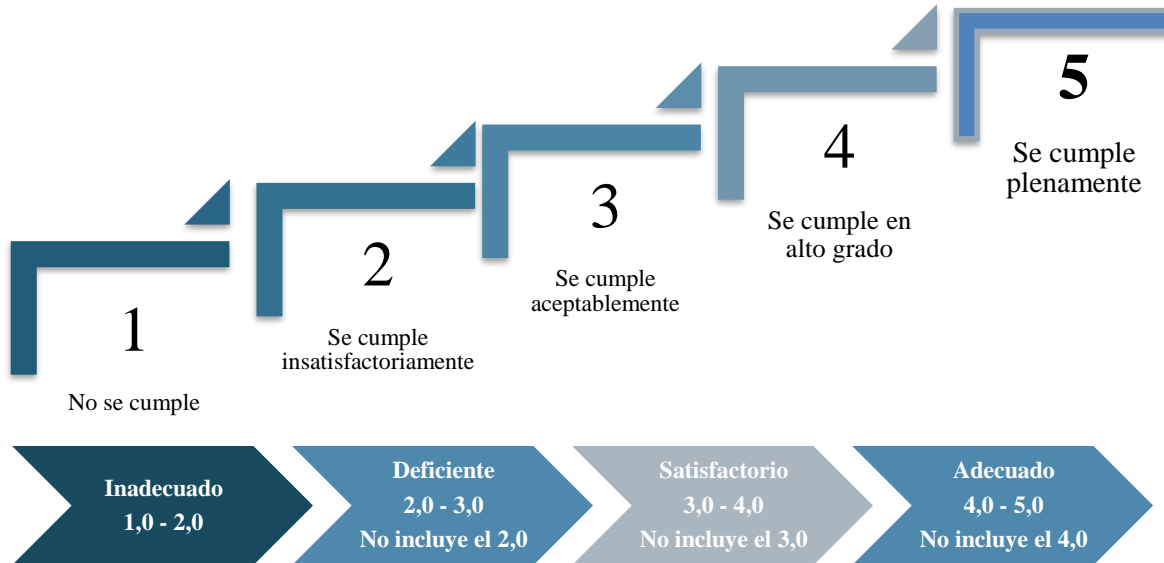 1
No se cumple
2
Se cumple
insatisfactoriamente
3
Se cumple
aceptablemente
4
Se cumple en
alto grado
5
Se cumple
plenamente
Inadecuado
1,0 - 2,0
Deficiente
2,0 - 3,0
No incluye el 2,0
Satisfactorio
3,0 - 4,0
No incluye el 3,0
Adecuado
4,0 - 5,0
No incluye el 4,0